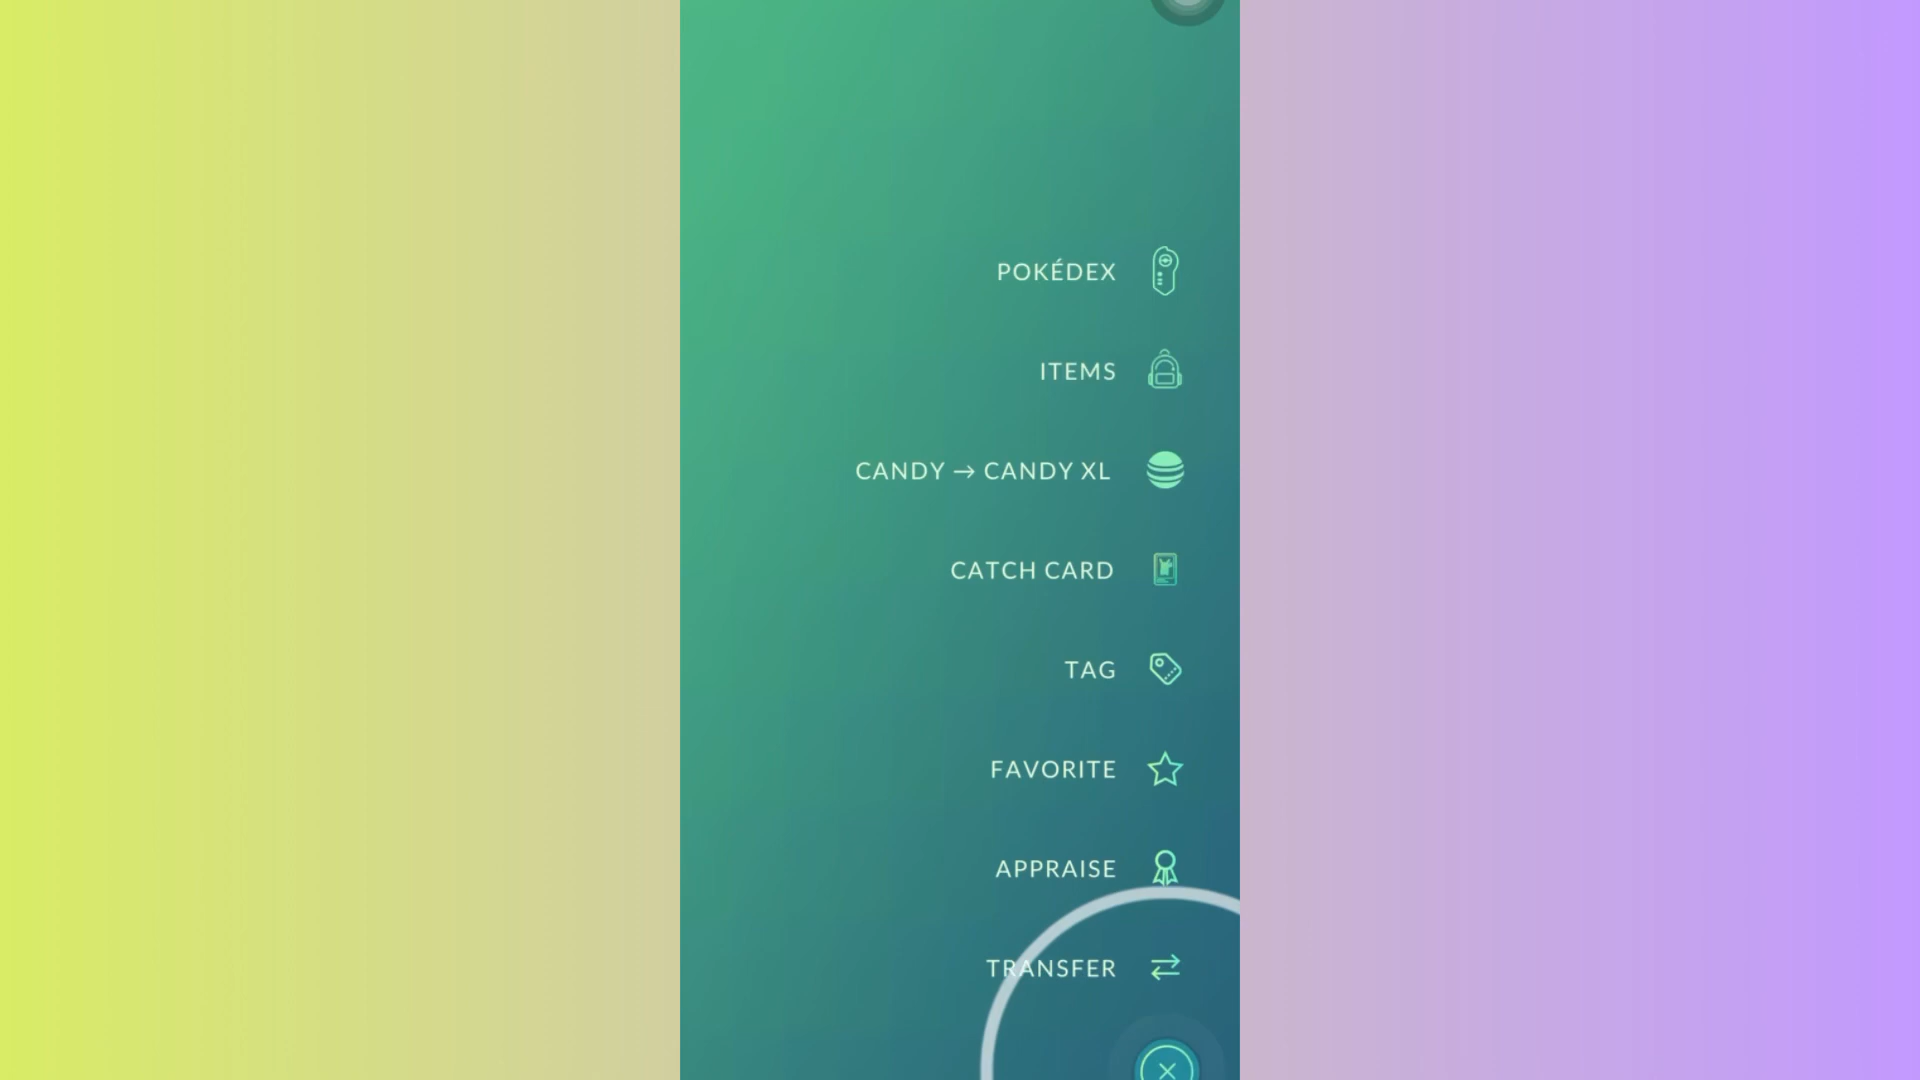 POKÉDEX
ITEMS
CANDY → CANDY XL
CATCH CARD
TAG
FAVORITE
APPRAISE
TRANSFER